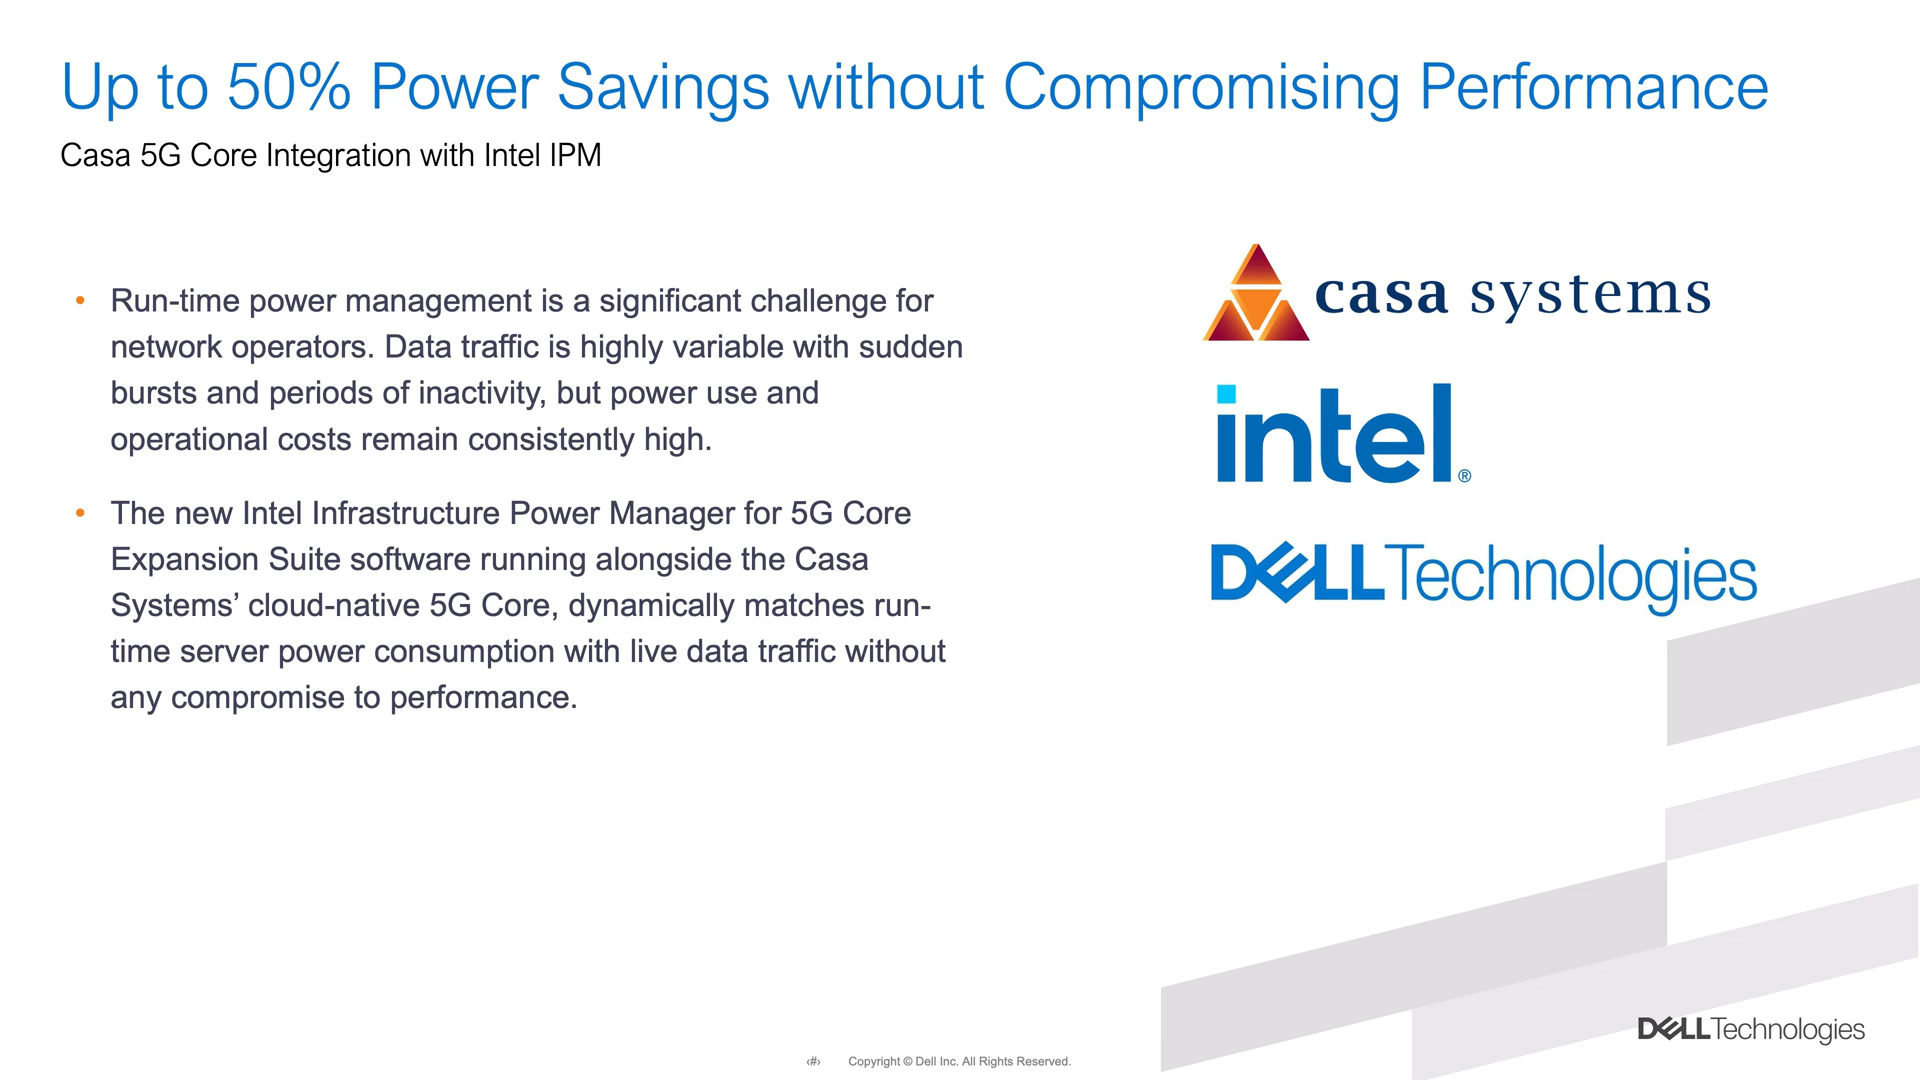 Up to 50% Power Savings without Compromising Performance
Casa 5G Core Integration with Intel IPM
• Run-time power management is a significant challenge for
network operators. Data traffic is highly variable with sudden
bursts and periods of inactivity, but power use and
operational costs remain consistently high.
• The new Intel Infrastructure Power Manager for 5G Core
Expansion Suite software running alongside the Casa
Systems’ cloud-native 5G Core, dynamically matches run-
time server power consumption with live data traffic without
any compromise to performance.
casa systems
intel®
DELLTechnologies
DELLTechnologies
‹#› Copyright © Dell Inc. All Rights Reserved.